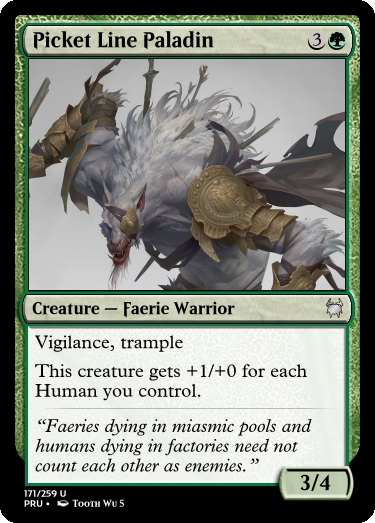 Picket Line Paladin 3
Creature — Faerie Warrior
Vigilance, trample
This creature gets +1/+0 for each
Human you control.
“Faeries dying in miasmic pools and
humans dying in factories need not
count each other as enemies.”
3/4
171/259 U
PRU • Tooth Wu 5